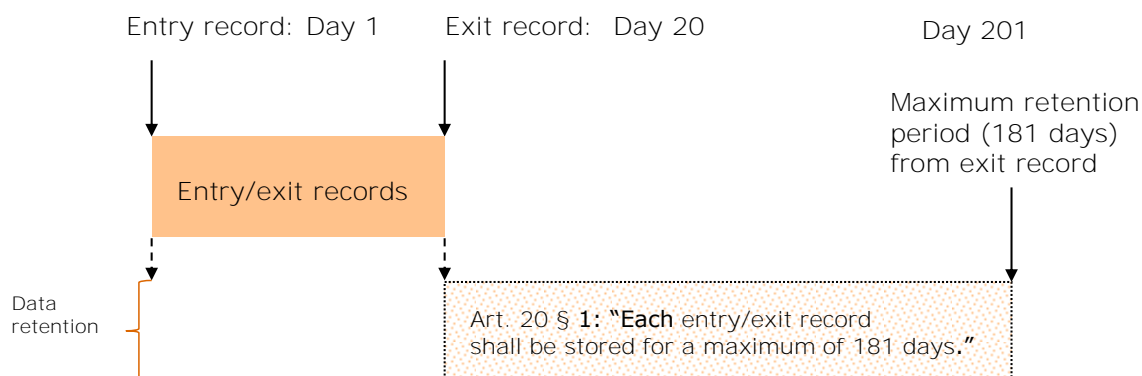 Entry record: Day 1
Exit record: Day 20
Day 201
Maximum retention
period (181 days)
from exit record
Entry/exit records
Data
retention
Art. 20 § 1: “Each entry/exit record
shall be stored for a maximum of 181 days.”